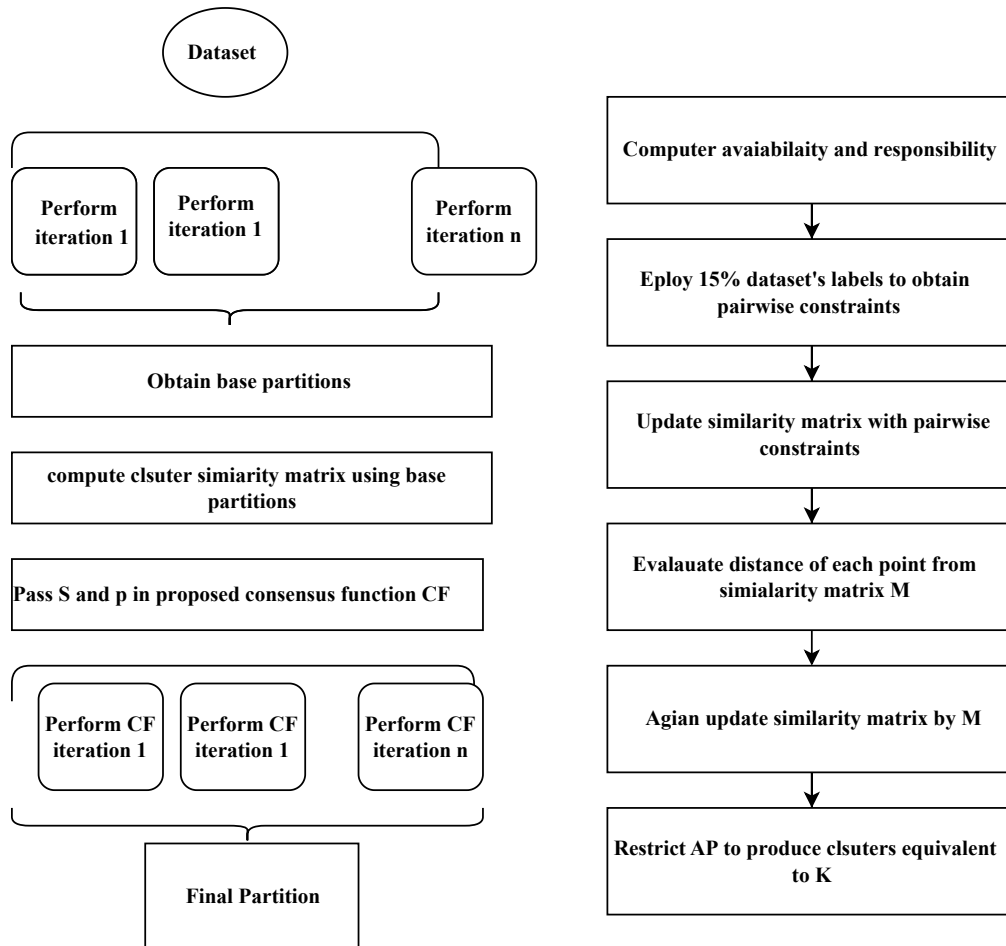 Dataset
Perform
iteration 1
Perform
iteration 1
Perform
iteration n
Obtain base partitions
compute clsuter simiarity matrix using base
partitions
Pass S and p in proposed consensus function CF
Perform CF
iteration 1
Perform CF
iteration 1
Perform CF
iteration n
Final Partition
Computer avaiabilaity and responsibility
Eploy 15% dataset's labels to obtain
pairwise constraints
Update similarity matrix with pairwise
constraints
Evalauate distance of each point from
simialarity matrix M
Agian update similarity matrix by M
Restrict AP to produce clsuters equivalent
to K